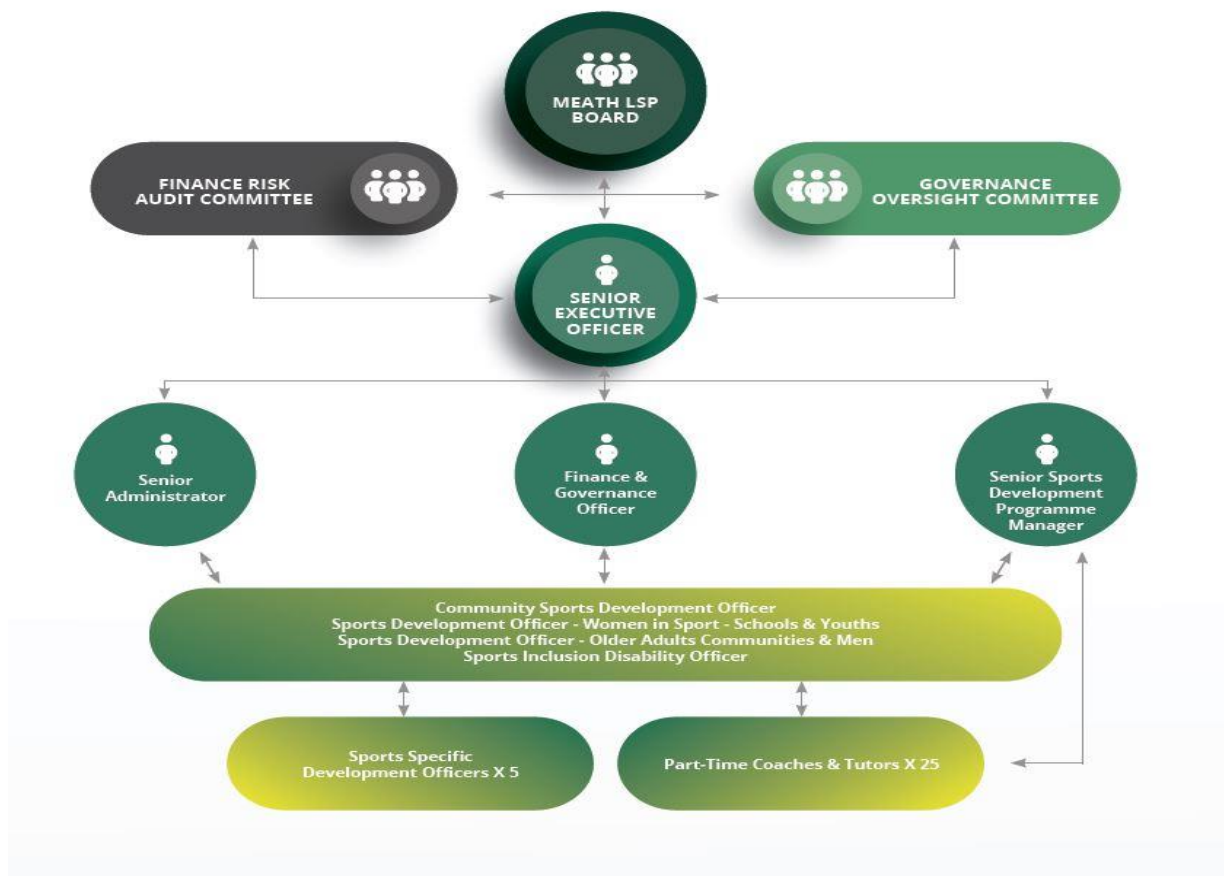 MEATH LSP
BOARD
FINANCE RISK
AUDIT COMMITTEE
GOVERNANCE
OVERSIGHT COMMITTEE
SENIOR
EXECUTIVE
OFFICER
Senior
Administrator
Finance &
Governance
Officer
Senior Sports
Development
Programme
Manager
Community Sports Development Officer
Sports Development Officer - Women in Sport - Schools & Youths
Sports Development Officer - Older Adults Communities & Men
Sports Inclusion Disability Officer
Sports Specific
Development Officers X 5
Part-Time Coaches & Tutors X 25